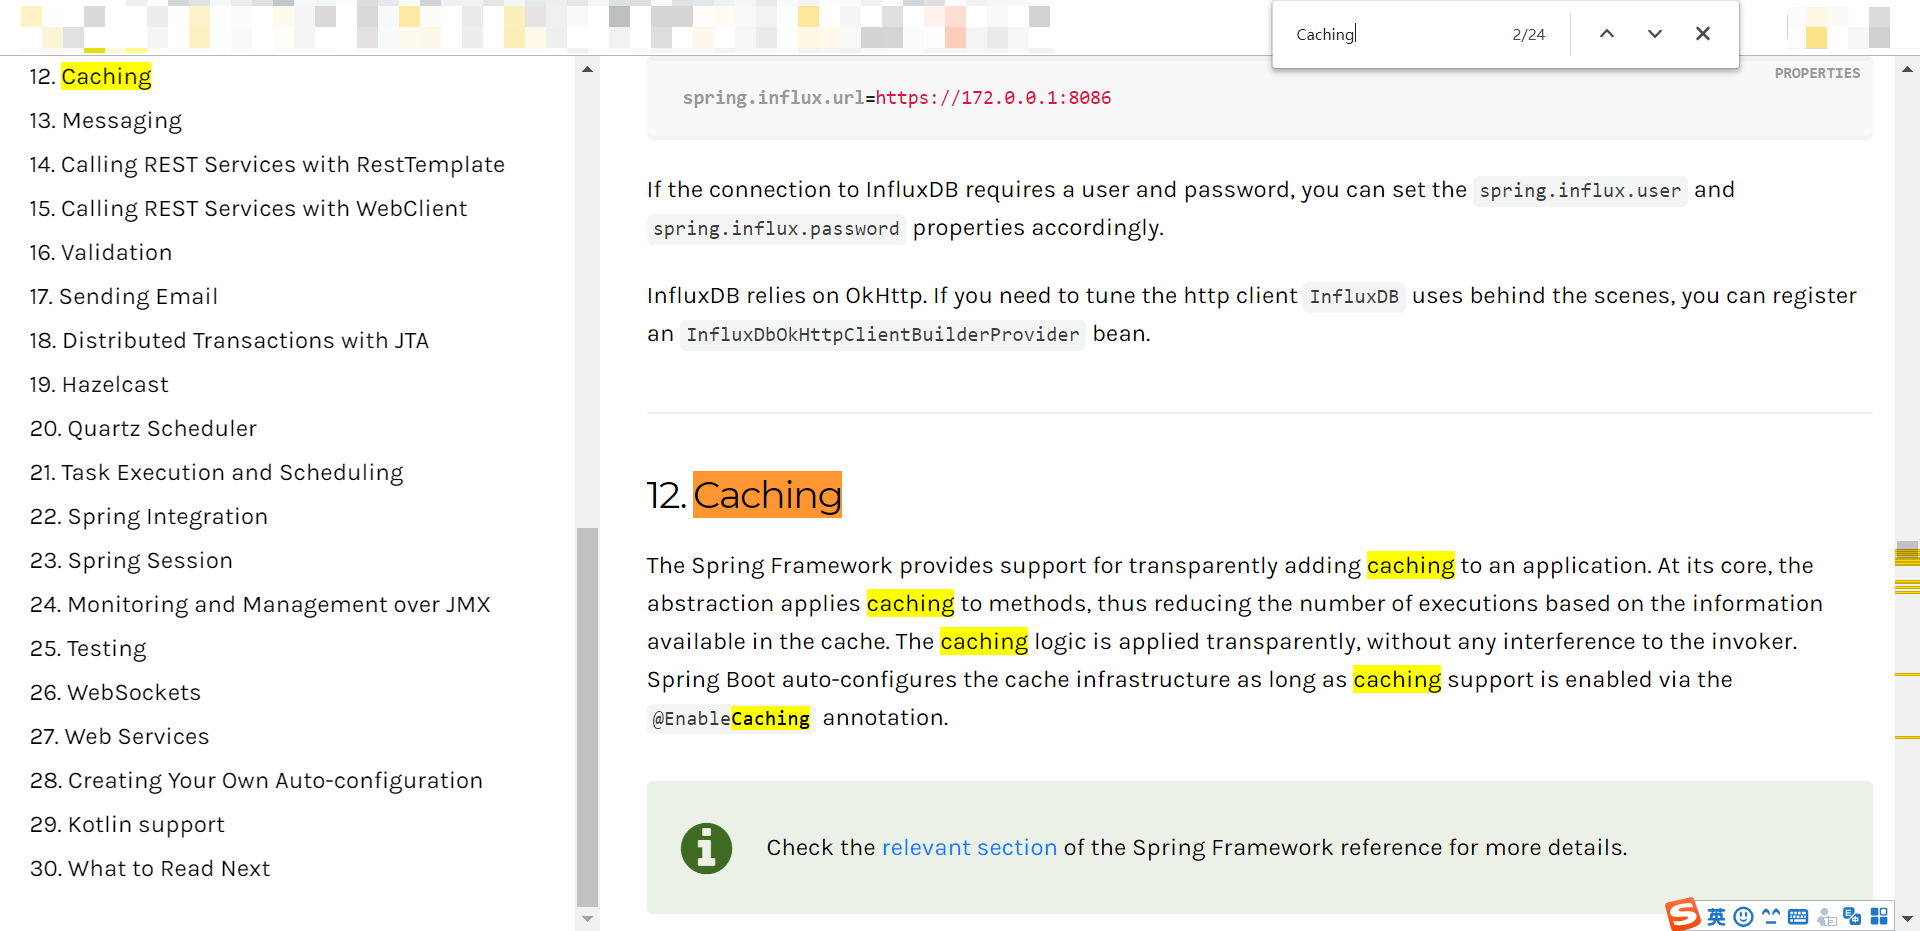 Caching
2/24
12. Caching
13. Messaging
14. Calling REST Services with RestTemplate
15. Calling REST Services with WebClient
16. Validation
17. Sending Email
18. Distributed Transactions with JTA
19. Hazelcast
20. Quartz Scheduler
21. Task Execution and Scheduling
22. Spring Integration
23. Spring Session
24. Monitoring and Management over JMX
25. Testing
26. WebSockets
27. Web Services
28. Creating Your Own Auto-configuration
29. Kotlin support
30. What to Read Next
PROPERTIES
spring.influx.url=https://172.0.0.1:8086
If the connection to InfluxDB requires a user and password, you can set the spring.influx.user and
spring.influx.password properties accordingly.
InfluxDB relies on OkHttp. If you need to tune the http client InfluxDB uses behind the scenes, you can register
an InfluxDbOkHttpClientBuilderProvider bean.
12. Caching
The Spring Framework provides support for transparently adding caching to an application. At its core, the
abstraction applies caching to methods, thus reducing the number of executions based on the information
available in the cache. The caching logic is applied transparently, without any interference to the invoker.
Spring Boot auto-configures the cache infrastructure as long as caching support is enabled via the
@EnableCaching annotation.
Check the relevant section of the Spring Framework reference for more details.
英